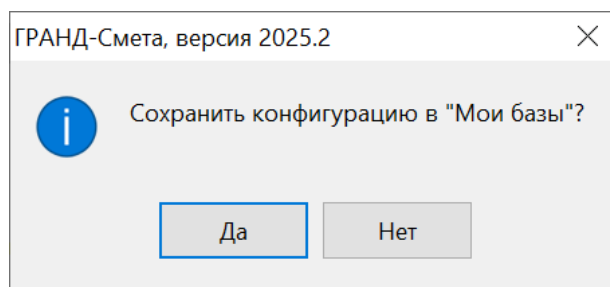 ГРАНД-Смета, версия 2025.2
Сохранить конфигурацию в "Мои базы"?
Да
Нет